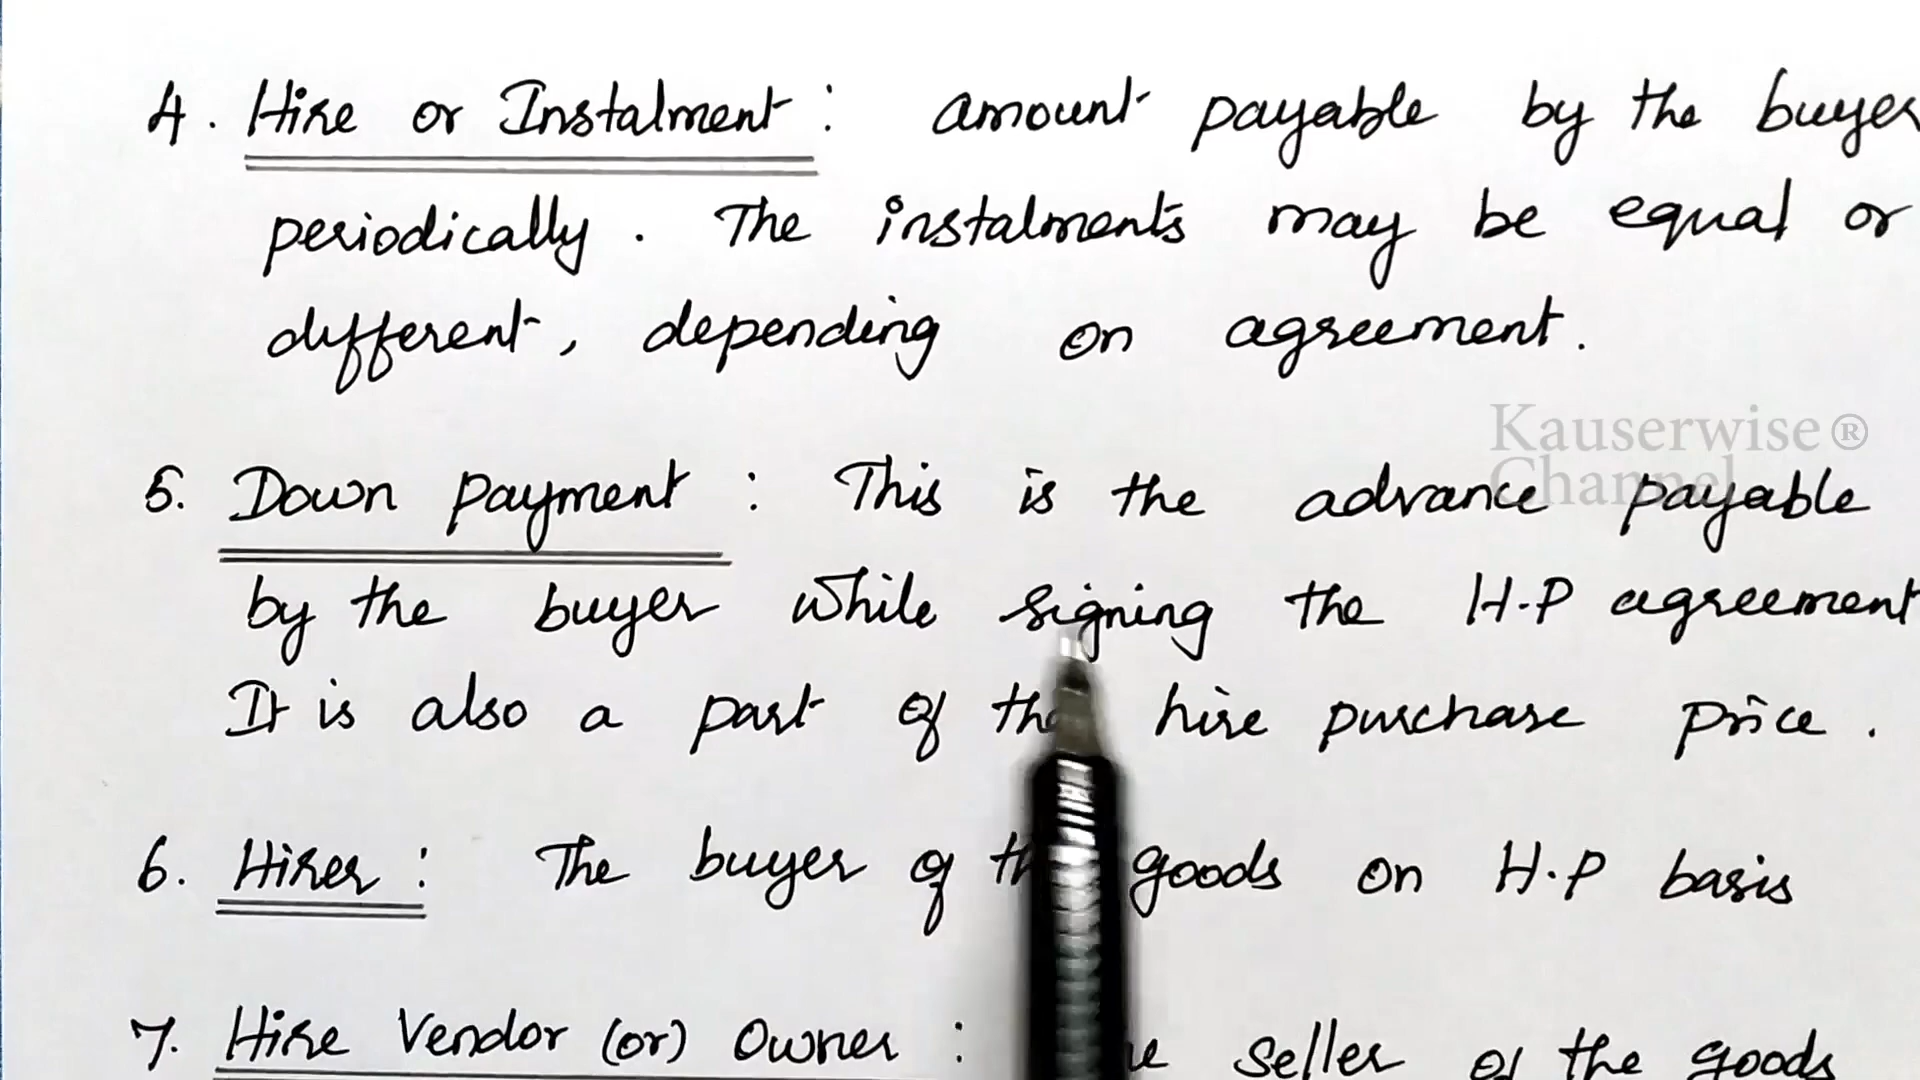 4. Hire or Instalment : amount payable by the buyer
periodically. The instalments may be equal or
different, depending on agreement.
Kauserwise®
Channel
5. Down payment : This is the advance payable
by the buyer while signing the H.P agreement
It is also a part of the hire purchase price.
6. Hirer : The buyer of the goods on H.P basis
7. Hire Vendor (or) Owner : seller of the goods